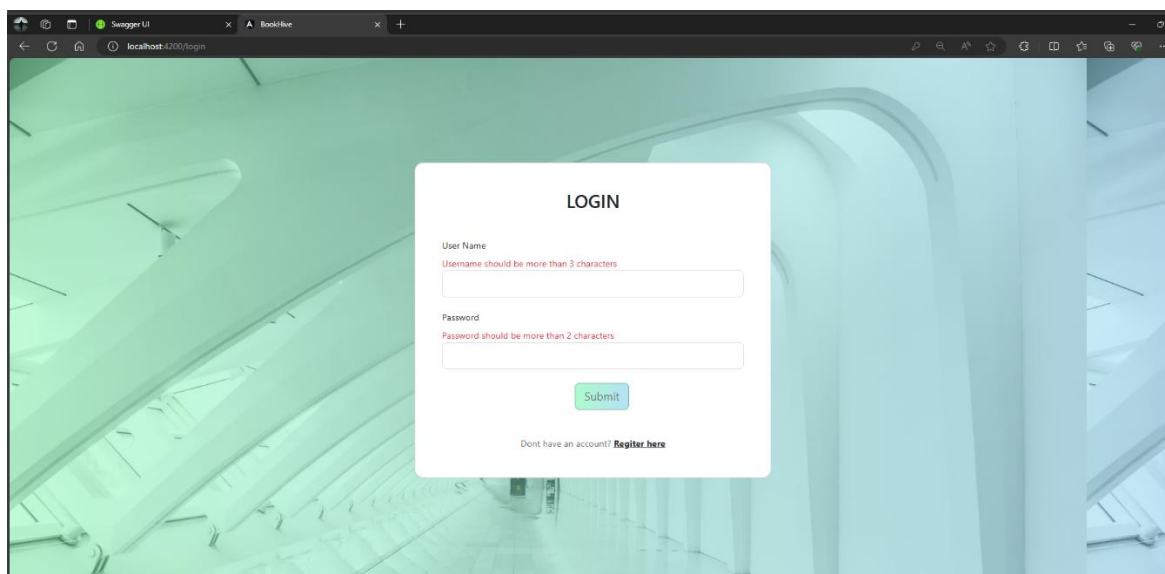 Swagger UI
BookHive
localhost:4200/login
LOGIN
User Name
Username should be more than 3 characters
Password
Password should be more than 2 characters
Submit
Dont have an account? Regiter here